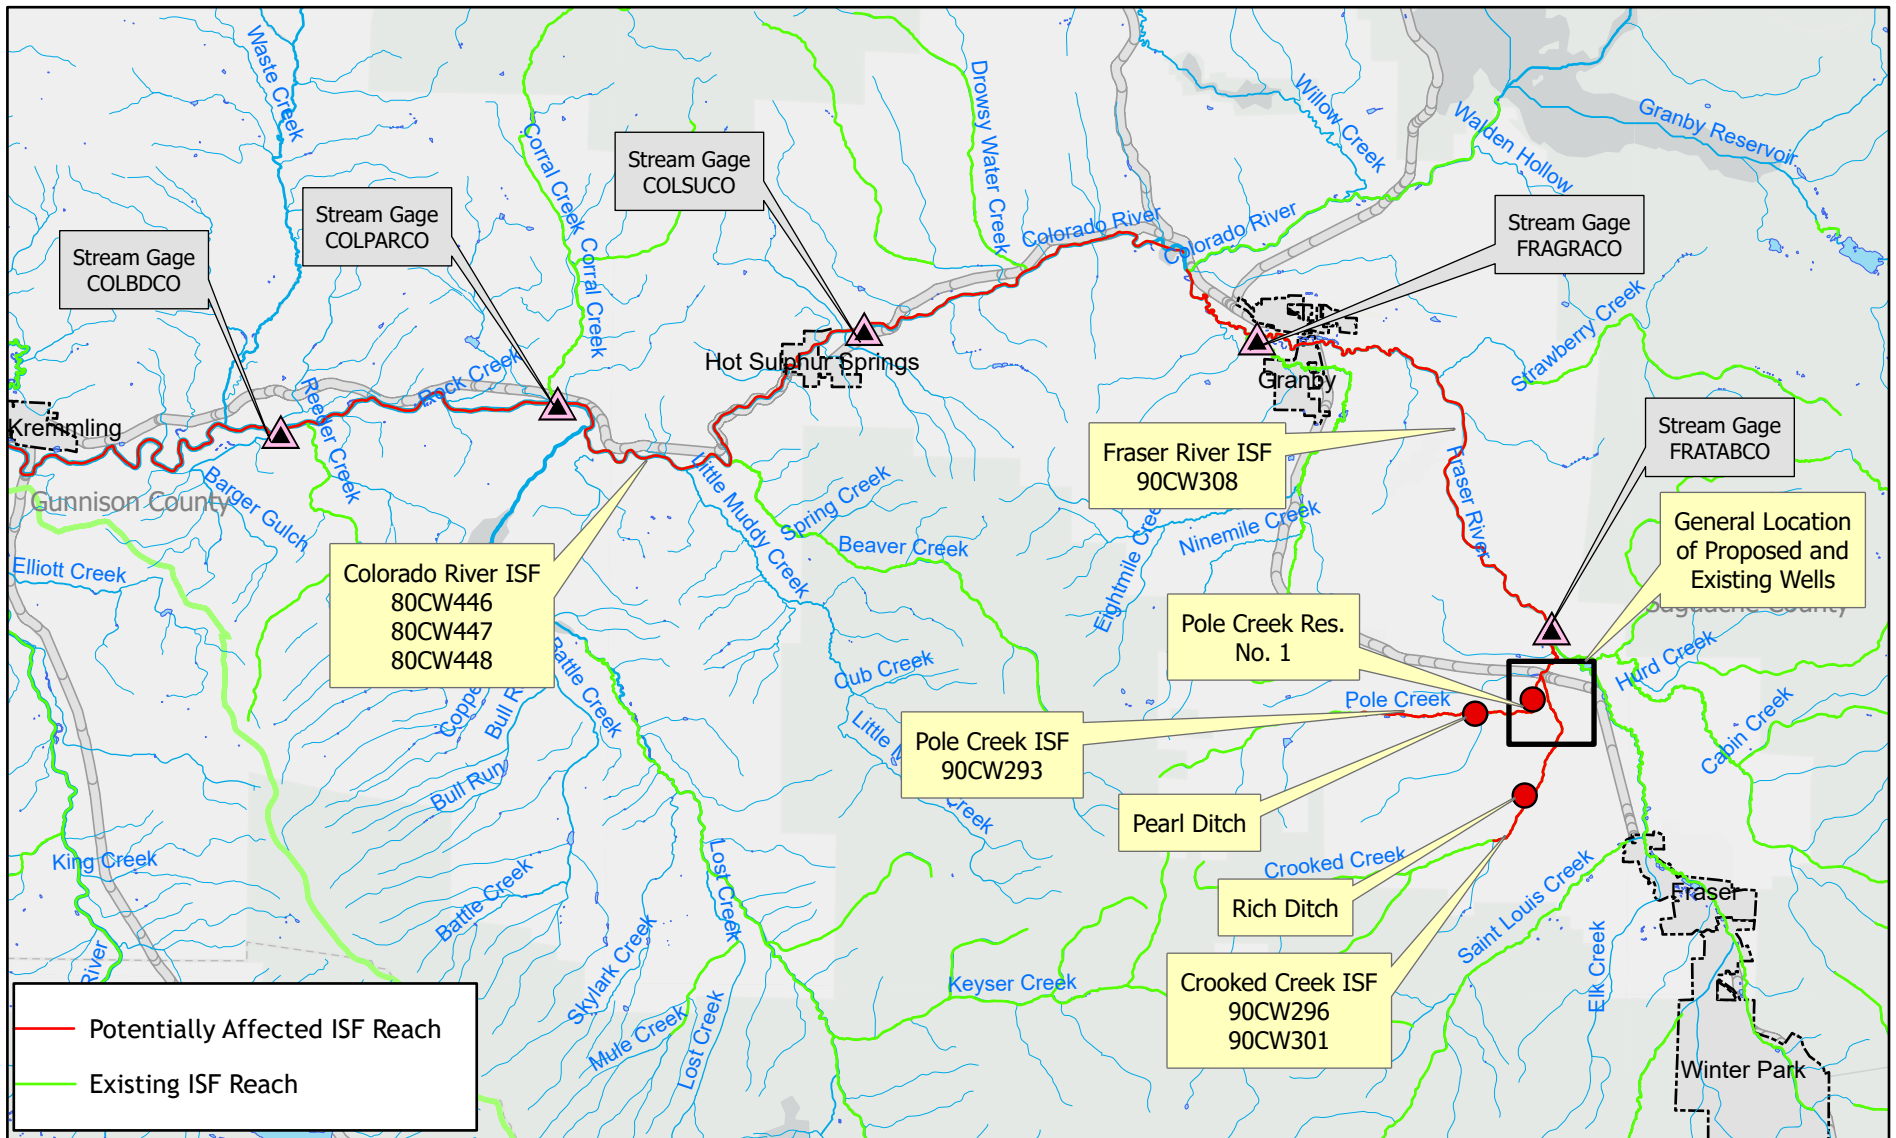 Waste Creek
Corral Creek
Corral Creek
Drowsy Water Creek
Willow Creek
Walden Hollow
Granby Reservoir
Stream Gage
COLSUCO
Stream Gage
COLPARCO
Stream Gage
COLBDCO
Stream Gage
FRAGRACO
Colorado River
Colorado River
Strawberry Creek
Hot Sulphur Springs
Granby
Rock Creek
Reeder Creek
Kremmling
Gunnison County
Barger Gulch
Elliott Creek
Little Muddy Creek
Spring Creek
Beaver Creek
Fraser River ISF
90CW308
Fraser River
Eightmile Creek
Ninemile Creek
Stream Gage
FRATABCO
General Location
of Proposed and
Existing Wells
Saguache County
Colorado River ISF
80CW446
80CW447
80CW448
Pole Creek Res.
No. 1
Hurd Creek
Cabin Creek
Pole Creek
Pole Creek ISF
90CW293
Cub Creek
Little
Creek
Battle Creek
Bull
Bull Run
Pearl Ditch
Crooked Creek
Rich Ditch
Saint Louis Creek
Elk Creek
Fraser
Winter Park
King Creek
Battle Creek
Lost Creek
Skylark Creek
Mule Creek
Lost Creek
Keyser Creek
Crooked Creek ISF
90CW296
90CW301
River
Potentially Affected ISF Reach
Existing ISF Reach